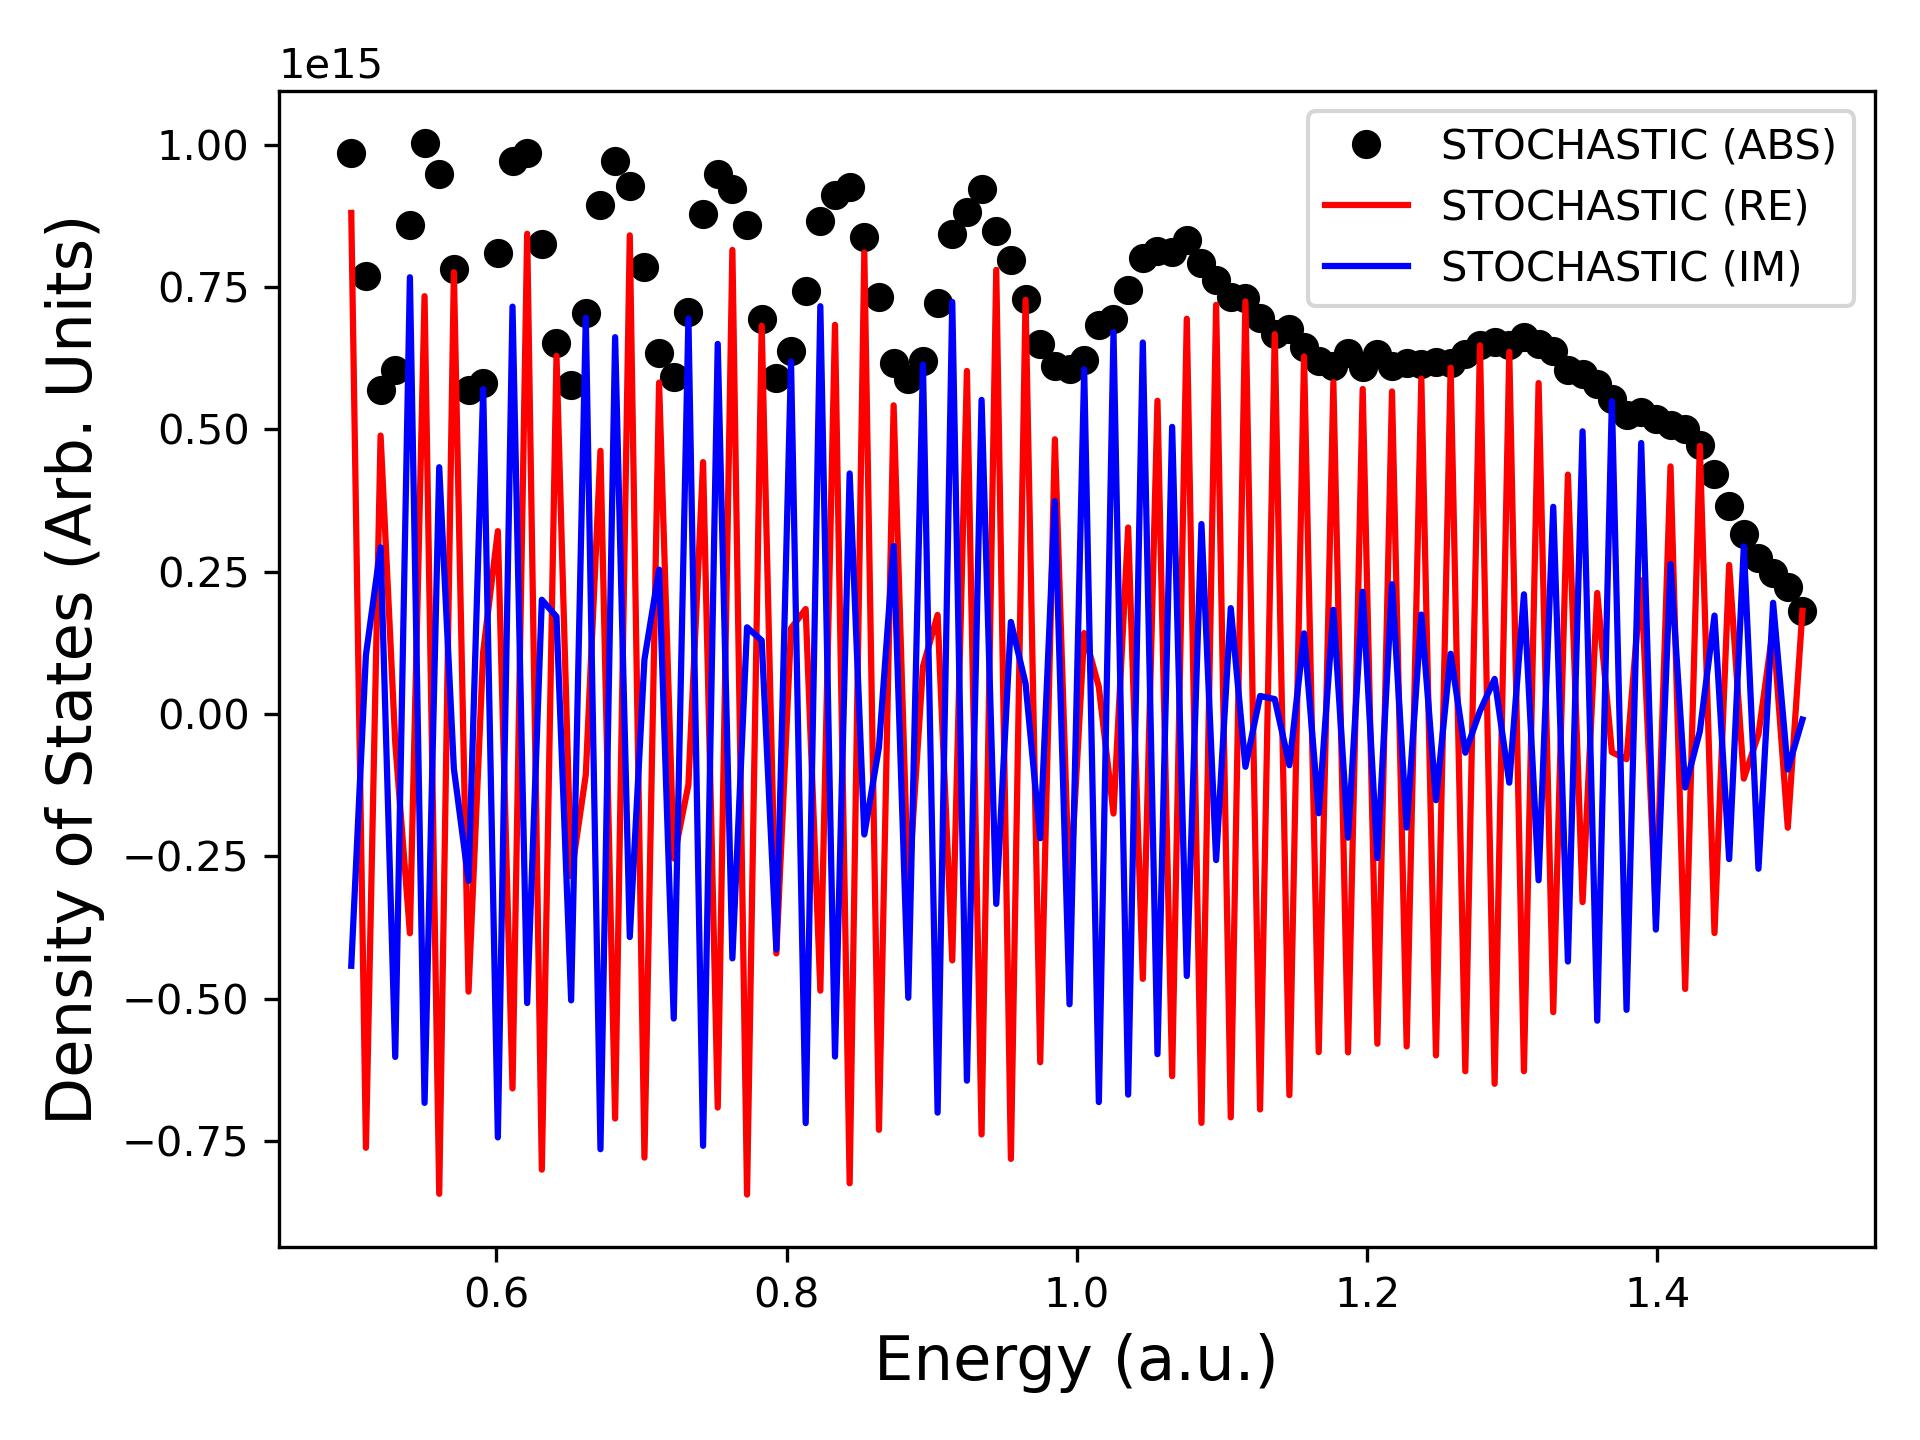 1e15
1.00
0.75
0.50
0.25
0.00
−0.25
−0.50
−0.75
Density of States (Arb. Units)
STOCHASTIC (ABS)
STOCHASTIC (RE)
STOCHASTIC (IM)
0.6 0.8 1.0 1.2 1.4
Energy (a.u.)